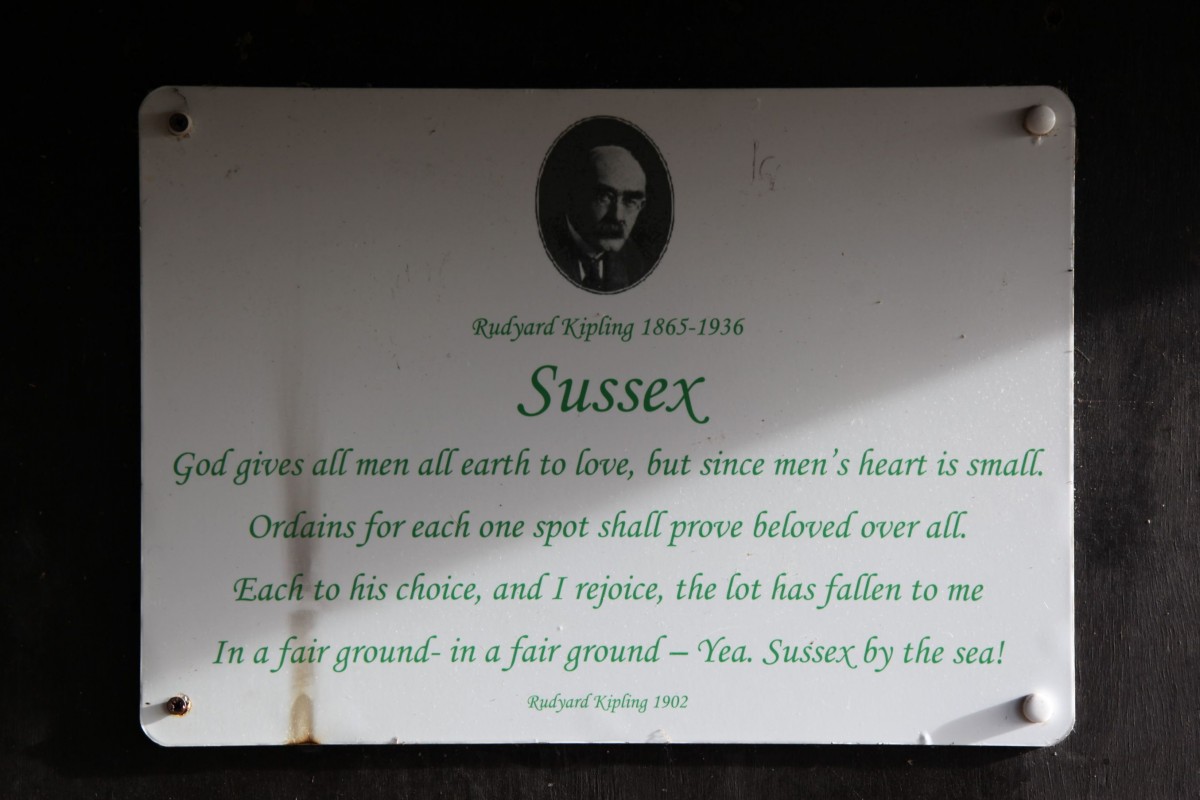 Rudyard Kipling 1865-1936
Sussex
God gives all men all earth to love, but since men's heart is small.
Ordains for each one spot shall prove beloved over all.
Each to his choice, and I rejoice, the lot has fallen to me
In a fair ground- in a fair ground – Yea. Sussex by the sea!
Rudyard Kipling 1902